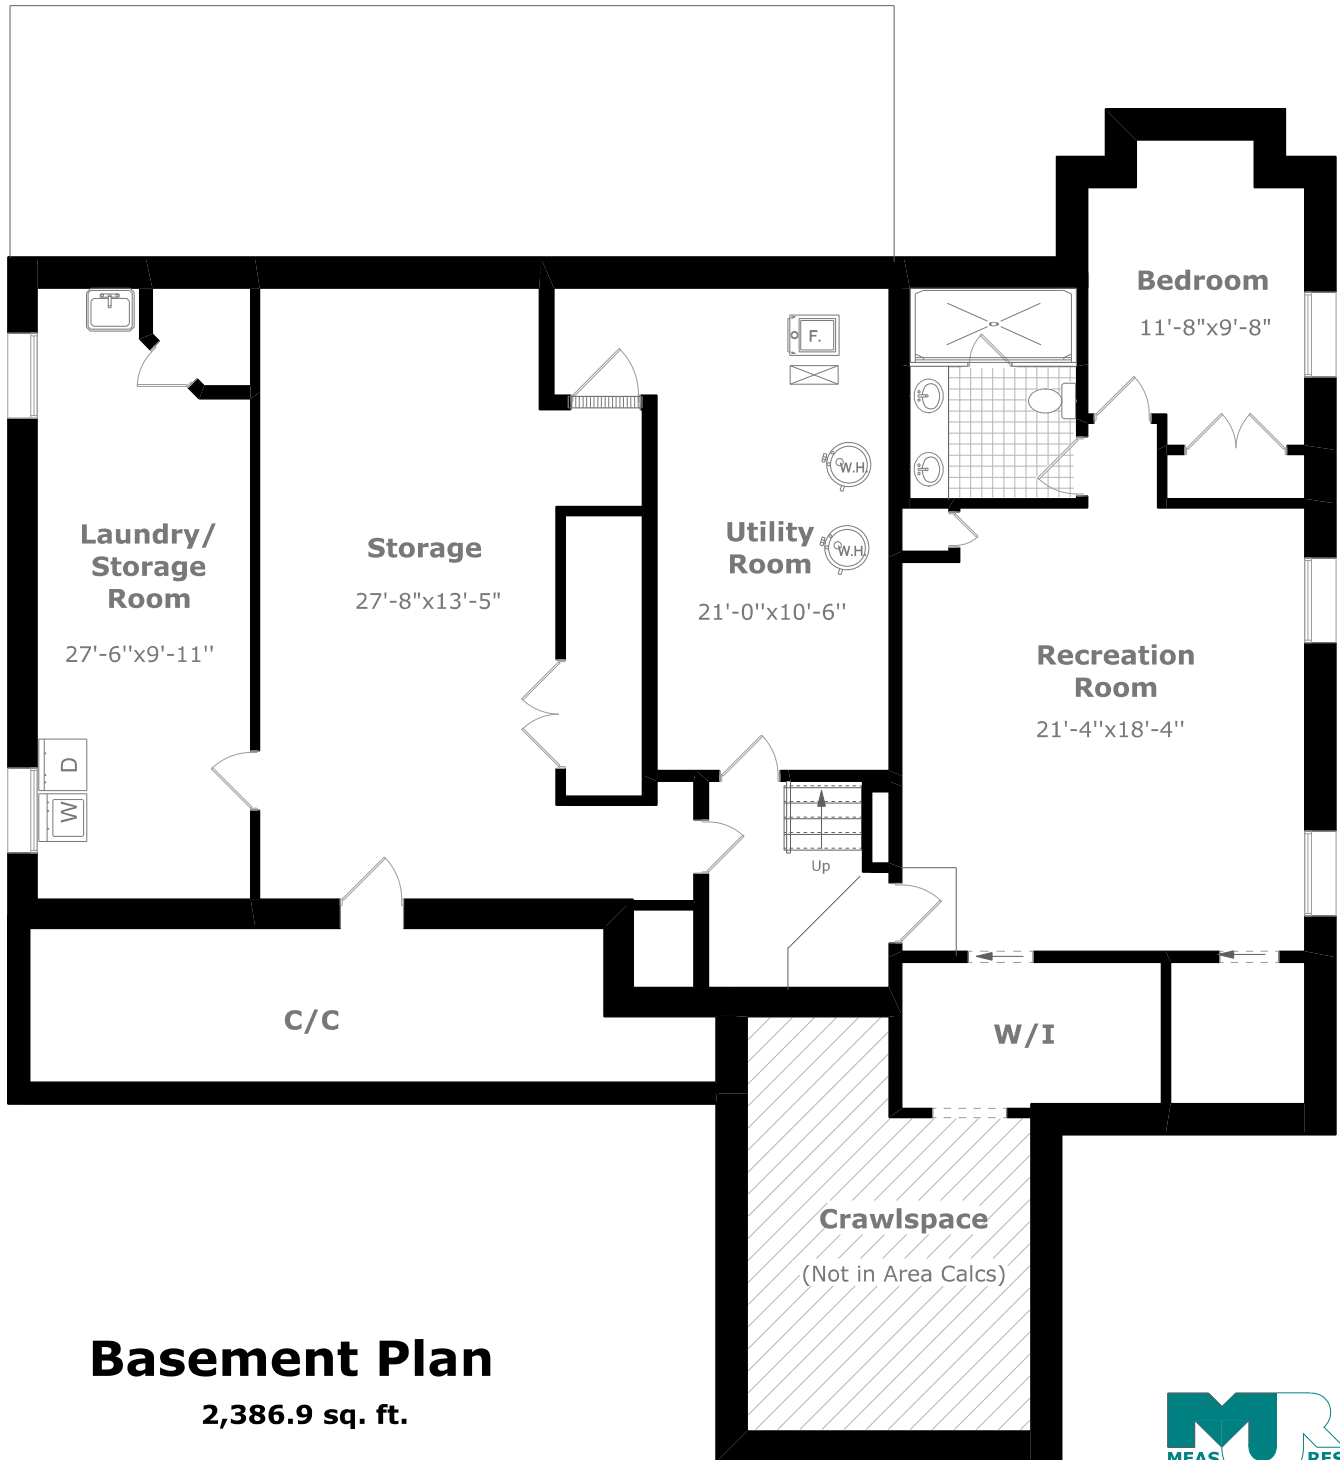 Bedroom
11'-8"x9'-8"
F.
W.H.
W.H.
Laundry/
Storage
Room
27'-6''x9'-11''
Storage
27'-8"x13'-5"
Utility
Room
21'-0''x10'-6''
Recreation
Room
21'-4''x18'-4''
D
W
Up
C/C
W/I
Crawlspace
(Not in Area Calcs)
Basement Plan
2,386.9 sq. ft.
MR